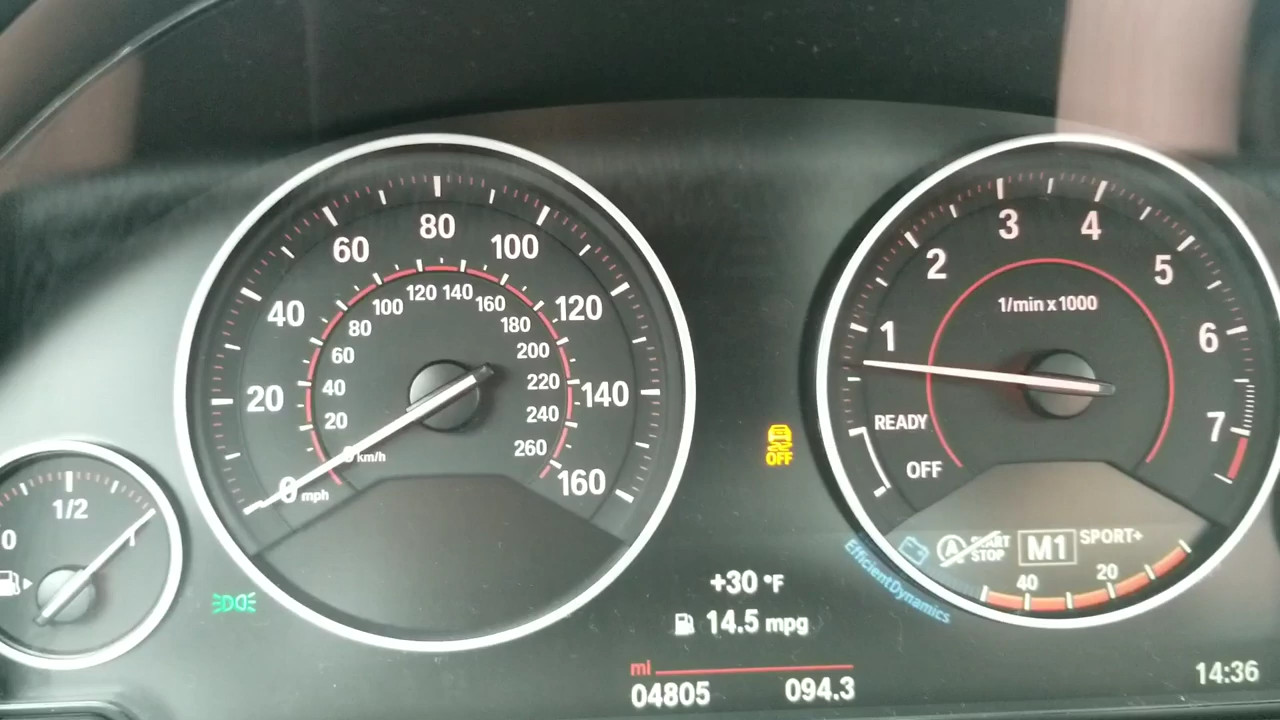 80
60
100
40
120
20
140
0 mph
160
100 120 140 160
80
180
60
200
40
220
20
240
0 km/h
260
0
1/2
1
3
4
2
5
1/min x 1000
1
6
READY
7
OFF
OFF
A START STOP
M1
SPORT+
40
20
EfficientDynamics
+30 °F
14.5 mpg
mi
04805 094.3
14:36